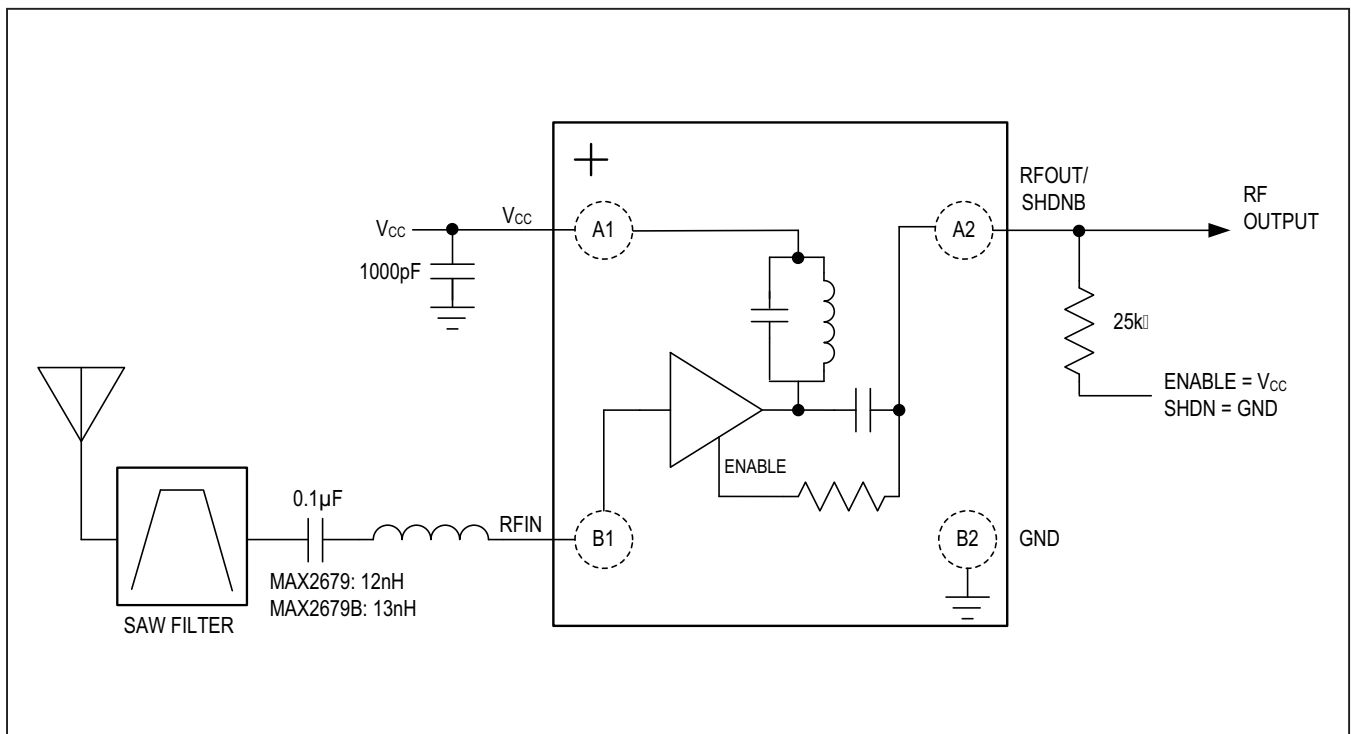 RFOUT/
SHDNB
RF
OUTPUT
VCC
VCC
A1
A2
1000pF
25k▯
ENABLE = VCC
SHDN = GND
ENABLE
0.1µF
RFIN
B1
B2
GND
MAX2679: 12nH
MAX2679B: 13nH
SAW FILTER